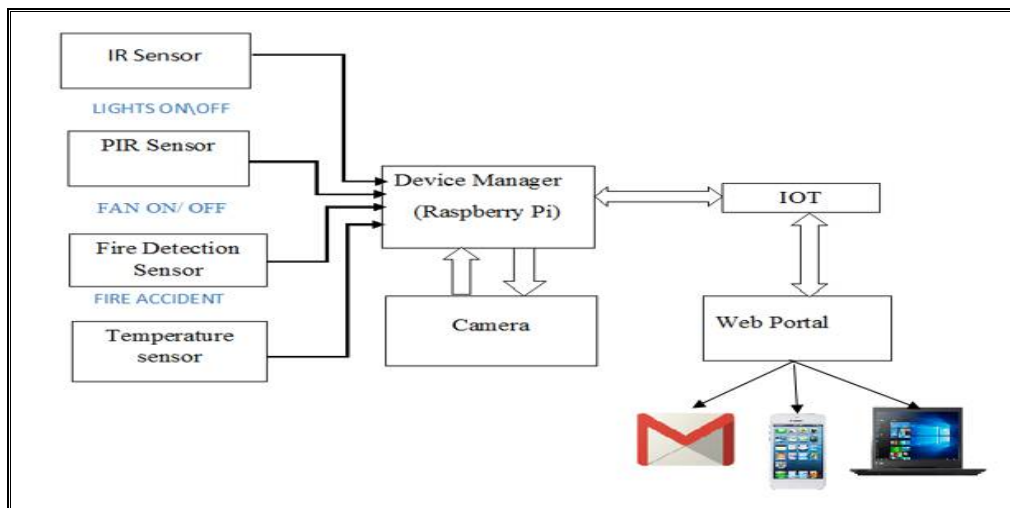 IR Sensor
LIGHTS ON\OFF
PIR Sensor
FAN ON/ OFF
Fire Detection
Sensor
FIRE ACCIDENT
Temperature
sensor
Device Manager
(Raspberry Pi)
Camera
IOT
Web Portal